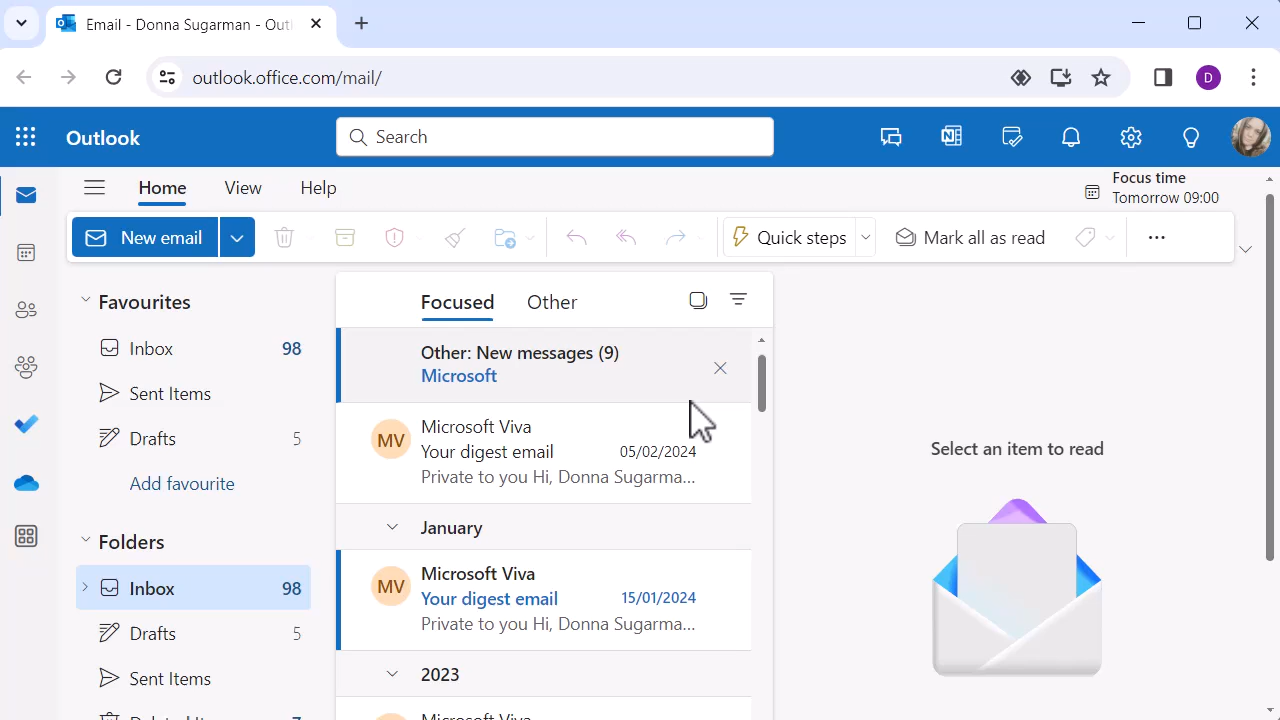 Email - Donna Sugarman - Outl
outlook.office.com/mail/
D
Outlook
Search
Home
View
Help
Focus time
Tomorrow 09:00
New email
Quick steps
Mark all as read
Favourites
Inbox 98
Sent Items
Drafts 5
Add favourite
Folders
Inbox 98
Drafts 5
Sent Items
Focused
Other
Other: New messages (9)
Microsoft
MV
Microsoft Viva
Your digest email 05/02/2024
Private to you Hi, Donna Sugarma...
January
MV
Microsoft Viva
Your digest email 15/01/2024
Private to you Hi, Donna Sugarma...
2023
Microsoft Viva
Select an item to read